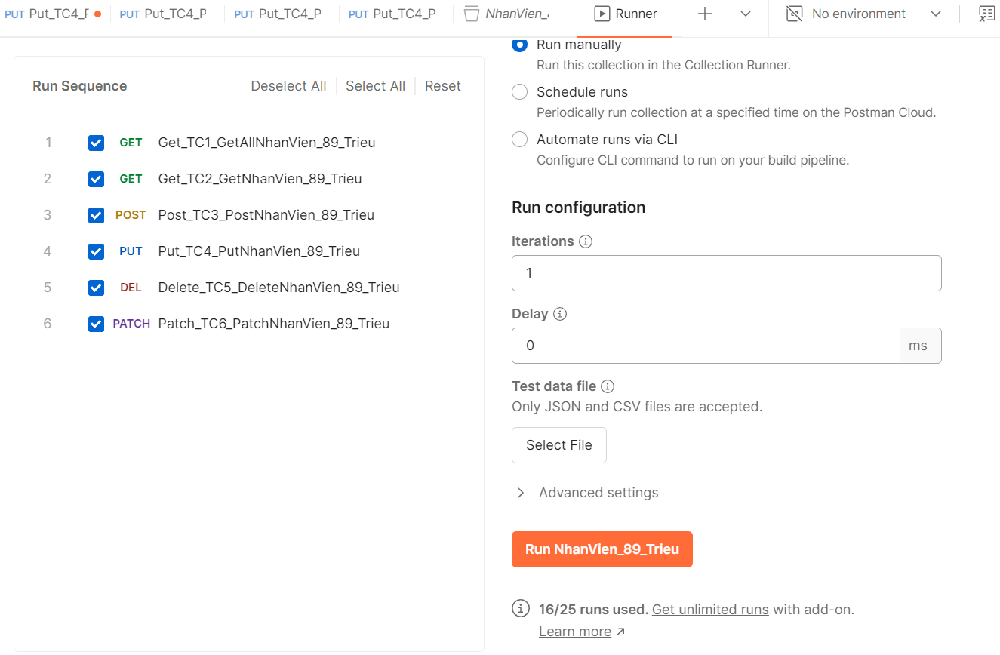 PUT Put_TC4_F PUT Put_TC4_P PUT Put_TC4_P PUT Put_TC4_P NhanVien_8 Runner No environment
Run Sequence Deselect All Select All Reset
1 GET Get_TC1_GetAllNhanVien_89_Trieu
2 GET Get_TC2_GetNhanVien_89_Trieu
3 POST Post_TC3_PostNhanVien_89_Trieu
4 PUT Put_TC4_PutNhanVien_89_Trieu
5 DEL Delete_TC5_DeleteNhanVien_89_Trieu
6 PATCH Patch_TC6_PatchNhanVien_89_Trieu
Run manually
Run this collection in the Collection Runner.
Schedule runs
Periodically run collection at a specified time on the Postman Cloud.
Automate runs via CLI
Configure CLI command to run on your build pipeline.
Run configuration
Iterations
1
Delay
0 ms
Test data file
Only JSON and CSV files are accepted.
Select File
Advanced settings
Run NhanVien_89_Trieu
16/25 runs used. Get unlimited runs with add-on.
Learn more